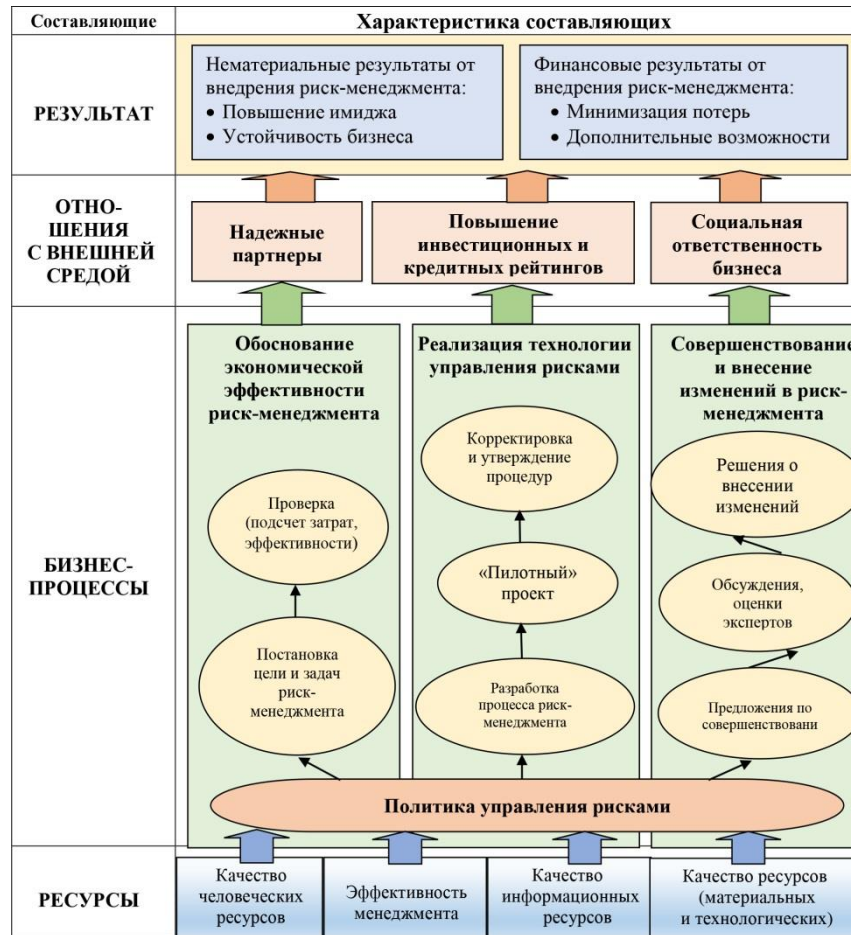 Составляющие
Характеристика составляющих
РЕЗУЛЬТАТ
Нематериальные результаты от
внедрения риск-менеджмента:
• Повышение имиджа
• Устойчивость бизнеса
Финансовые результаты от
внедрения риск-менеджмента:
• Минимизация потерь
• Дополнительные возможности
ОТНО-
ШЕНИЯ
С ВНЕШНЕЙ
СРЕДОЙ
Надежные
партнеры
Повышение
инвестиционных и
кредитных рейтингов
Социальная
ответственность
бизнеса
БИЗНЕС-
ПРОЦЕССЫ
Обоснование
экономической
эффективности
риск-менеджмента
Проверка
(подсчет затрат,
эффективности)
Постановка
цели и задач
риск-
менеджмента
Реализация технологии
управления рисками
Корректировка
и утверждение
процедур
«Пилотный»
проект
Разработка
процесса риск-
менеджмента
Совершенствование
и внесение
изменений в риск-
менеджмента
Решения о
внесении
изменений
Обсуждения,
оценки
экспертов
Предложения по
совершенствовани
Политика управления рисками
РЕСУРСЫ
Качество
человеческих
ресурсов
Эффективность
менеджмента
Качество
информационных
ресурсов
Качество ресурсов
(материальных
и технологических)